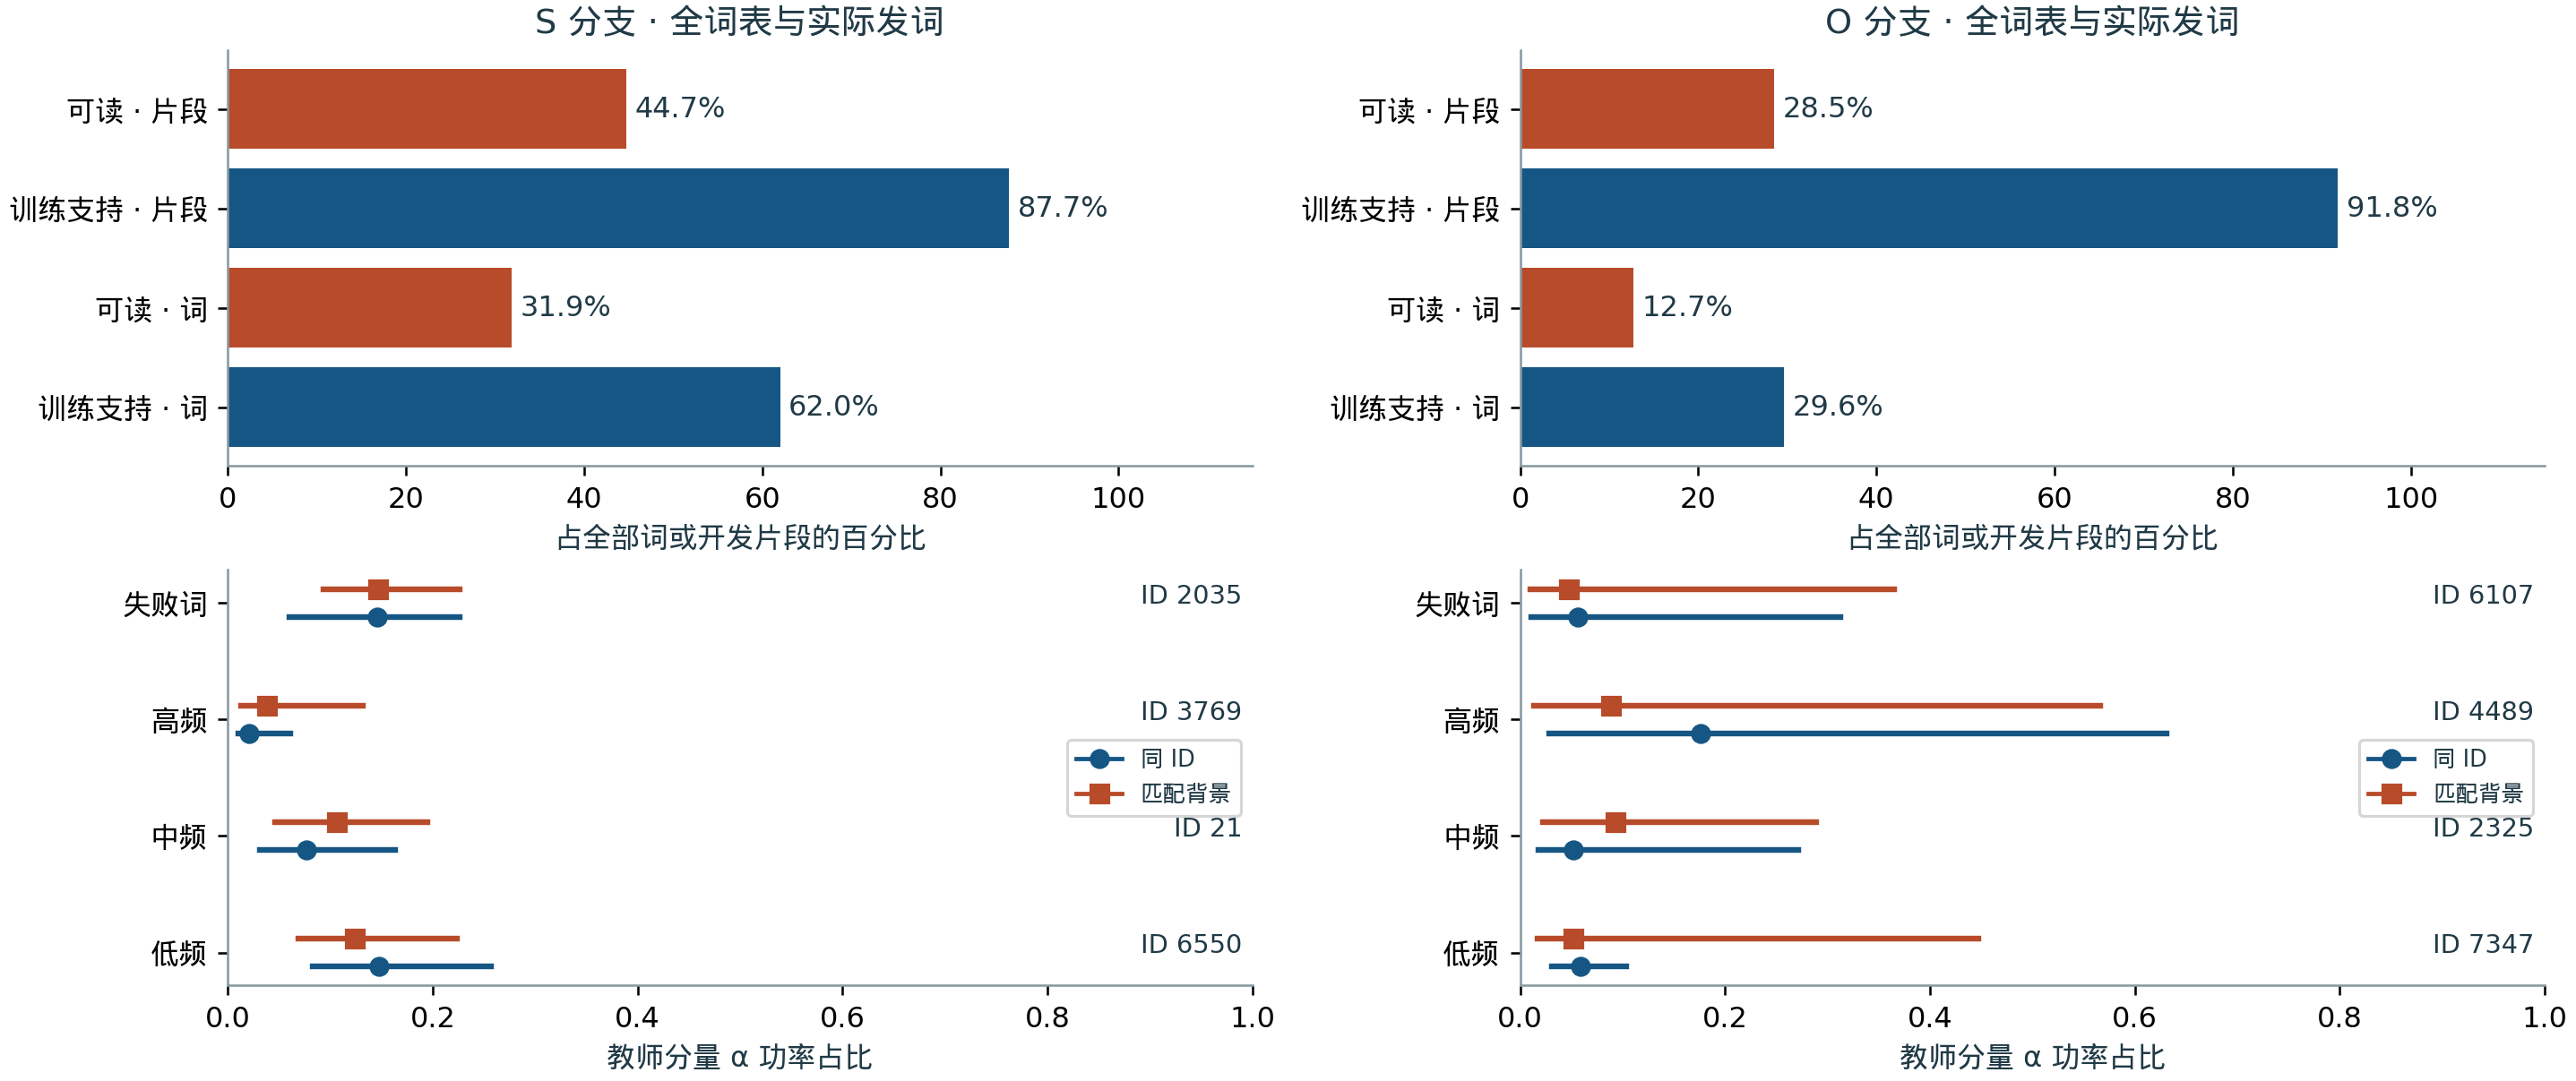 S 分支 · 全词表与实际发词
可读 · 片段
44.7%
训练支持 · 片段
87.7%
可读 · 词
31.9%
训练支持 · 词
62.0%
0 20 40 60 80 100
占全部词或开发片段的百分比
O 分支 · 全词表与实际发词
可读 · 片段
28.5%
训练支持 · 片段
91.8%
可读 · 词
12.7%
训练支持 · 词
29.6%
0 20 40 60 80 100
占全部词或开发片段的百分比
失败词
ID 2035
高频
ID 3769
同 ID
匹配背景
中频
ID 21
低频
ID 6550
0.0 0.2 0.4 0.6 0.8 1.0
教师分量 α 功率占比
失败词
ID 6107
高频
ID 4489
同 ID
匹配背景
中频
ID 2325
低频
ID 7347
0.0 0.2 0.4 0.6 0.8 1.0
教师分量 α 功率占比